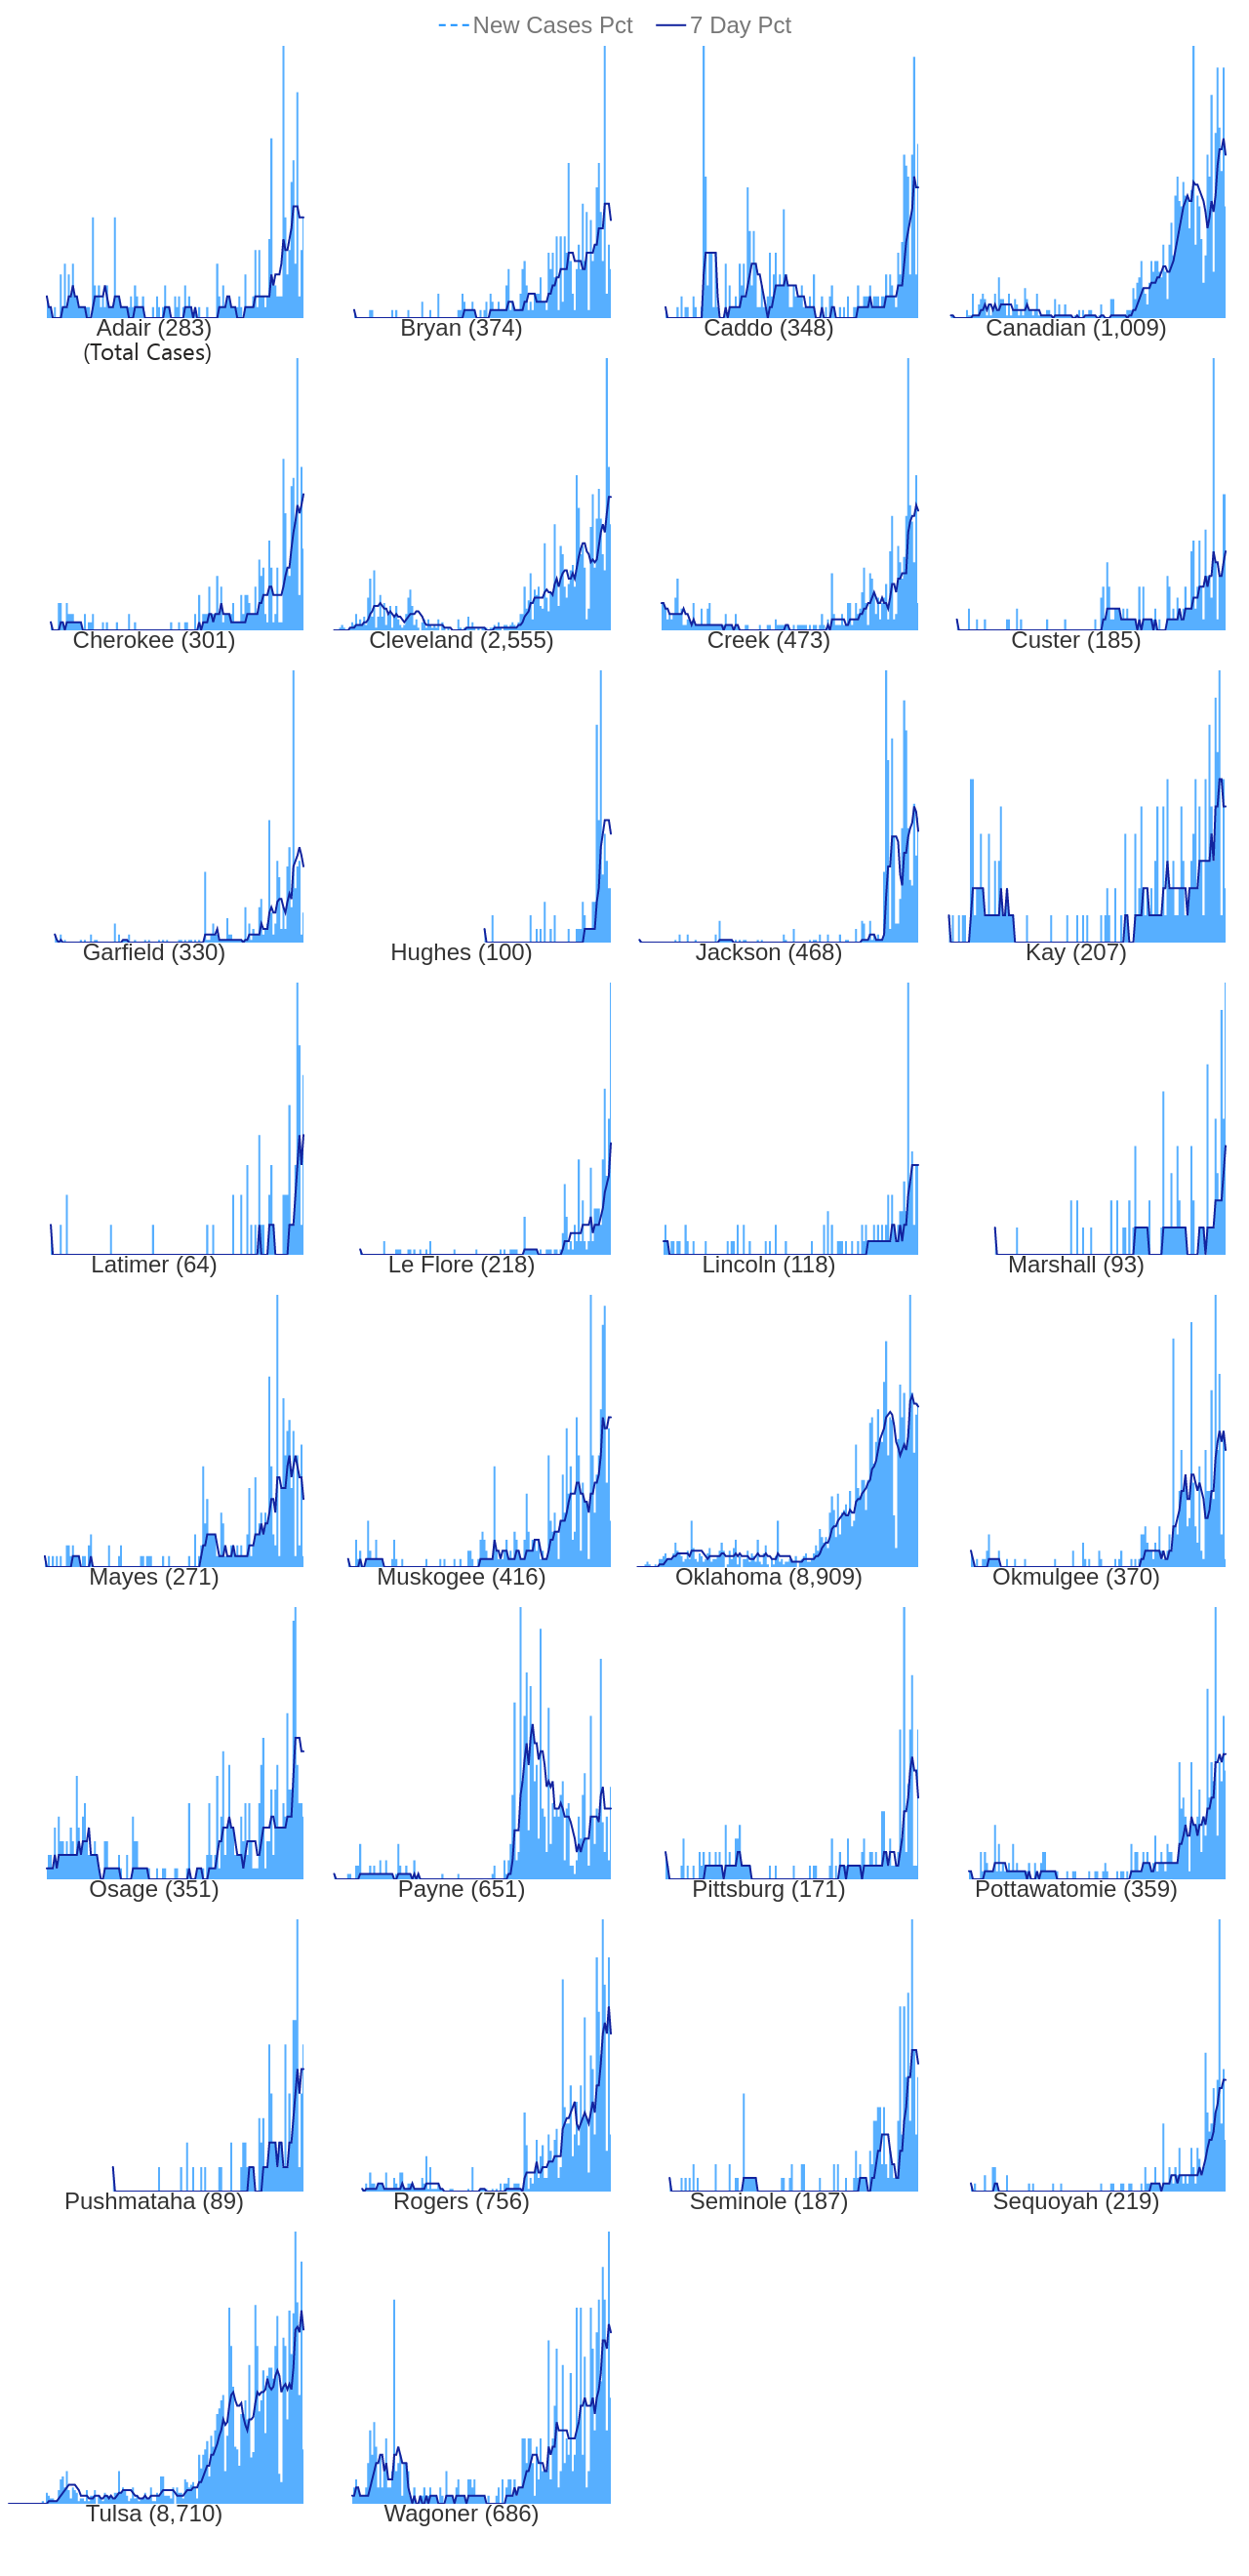 New Cases Pct 7 Day Pct
Adair (283) Bryan (374) Caddo (348) Canadian (1,009)
(Total Cases)
Cherokee (301) Cleveland (2,555) Creek (473) Custer (185)
Garfield (330) Hughes (100) Jackson (468) Kay (207)
Latimer (64) Le Flore (218) Lincoln (118) Marshall (93)
Mayes (271) Muskogee (416) Oklahoma (8,909) Okmulgee (370)
Osage (351) Payne (651) Pittsburg (171) Pottawatomie (359)
Pushmataha (89) Rogers (756) Seminole (187) Sequoyah (219)
Tulsa (8,710) Wagoner (686)